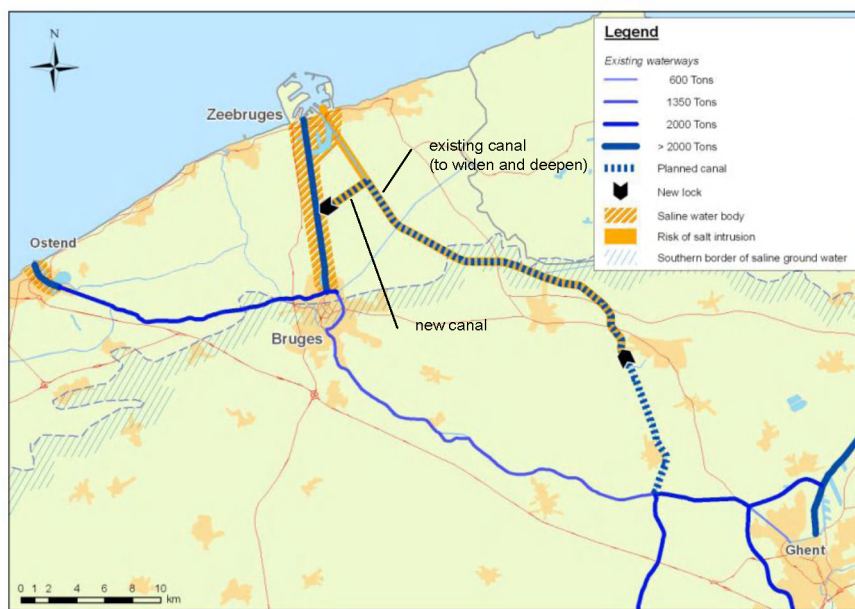 N
Zeebruges
existing canal
(to widen and deepen)
Ostend
Bruges
new canal
Ghent
0 1 2 4 6 8 10
km
Legend
Existing waterways
600 Tons
1350 Tons
2000 Tons
> 2000 Tons
Planned canal
New lock
Saline water body
Risk of salt intrusion
Southern border of saline ground water